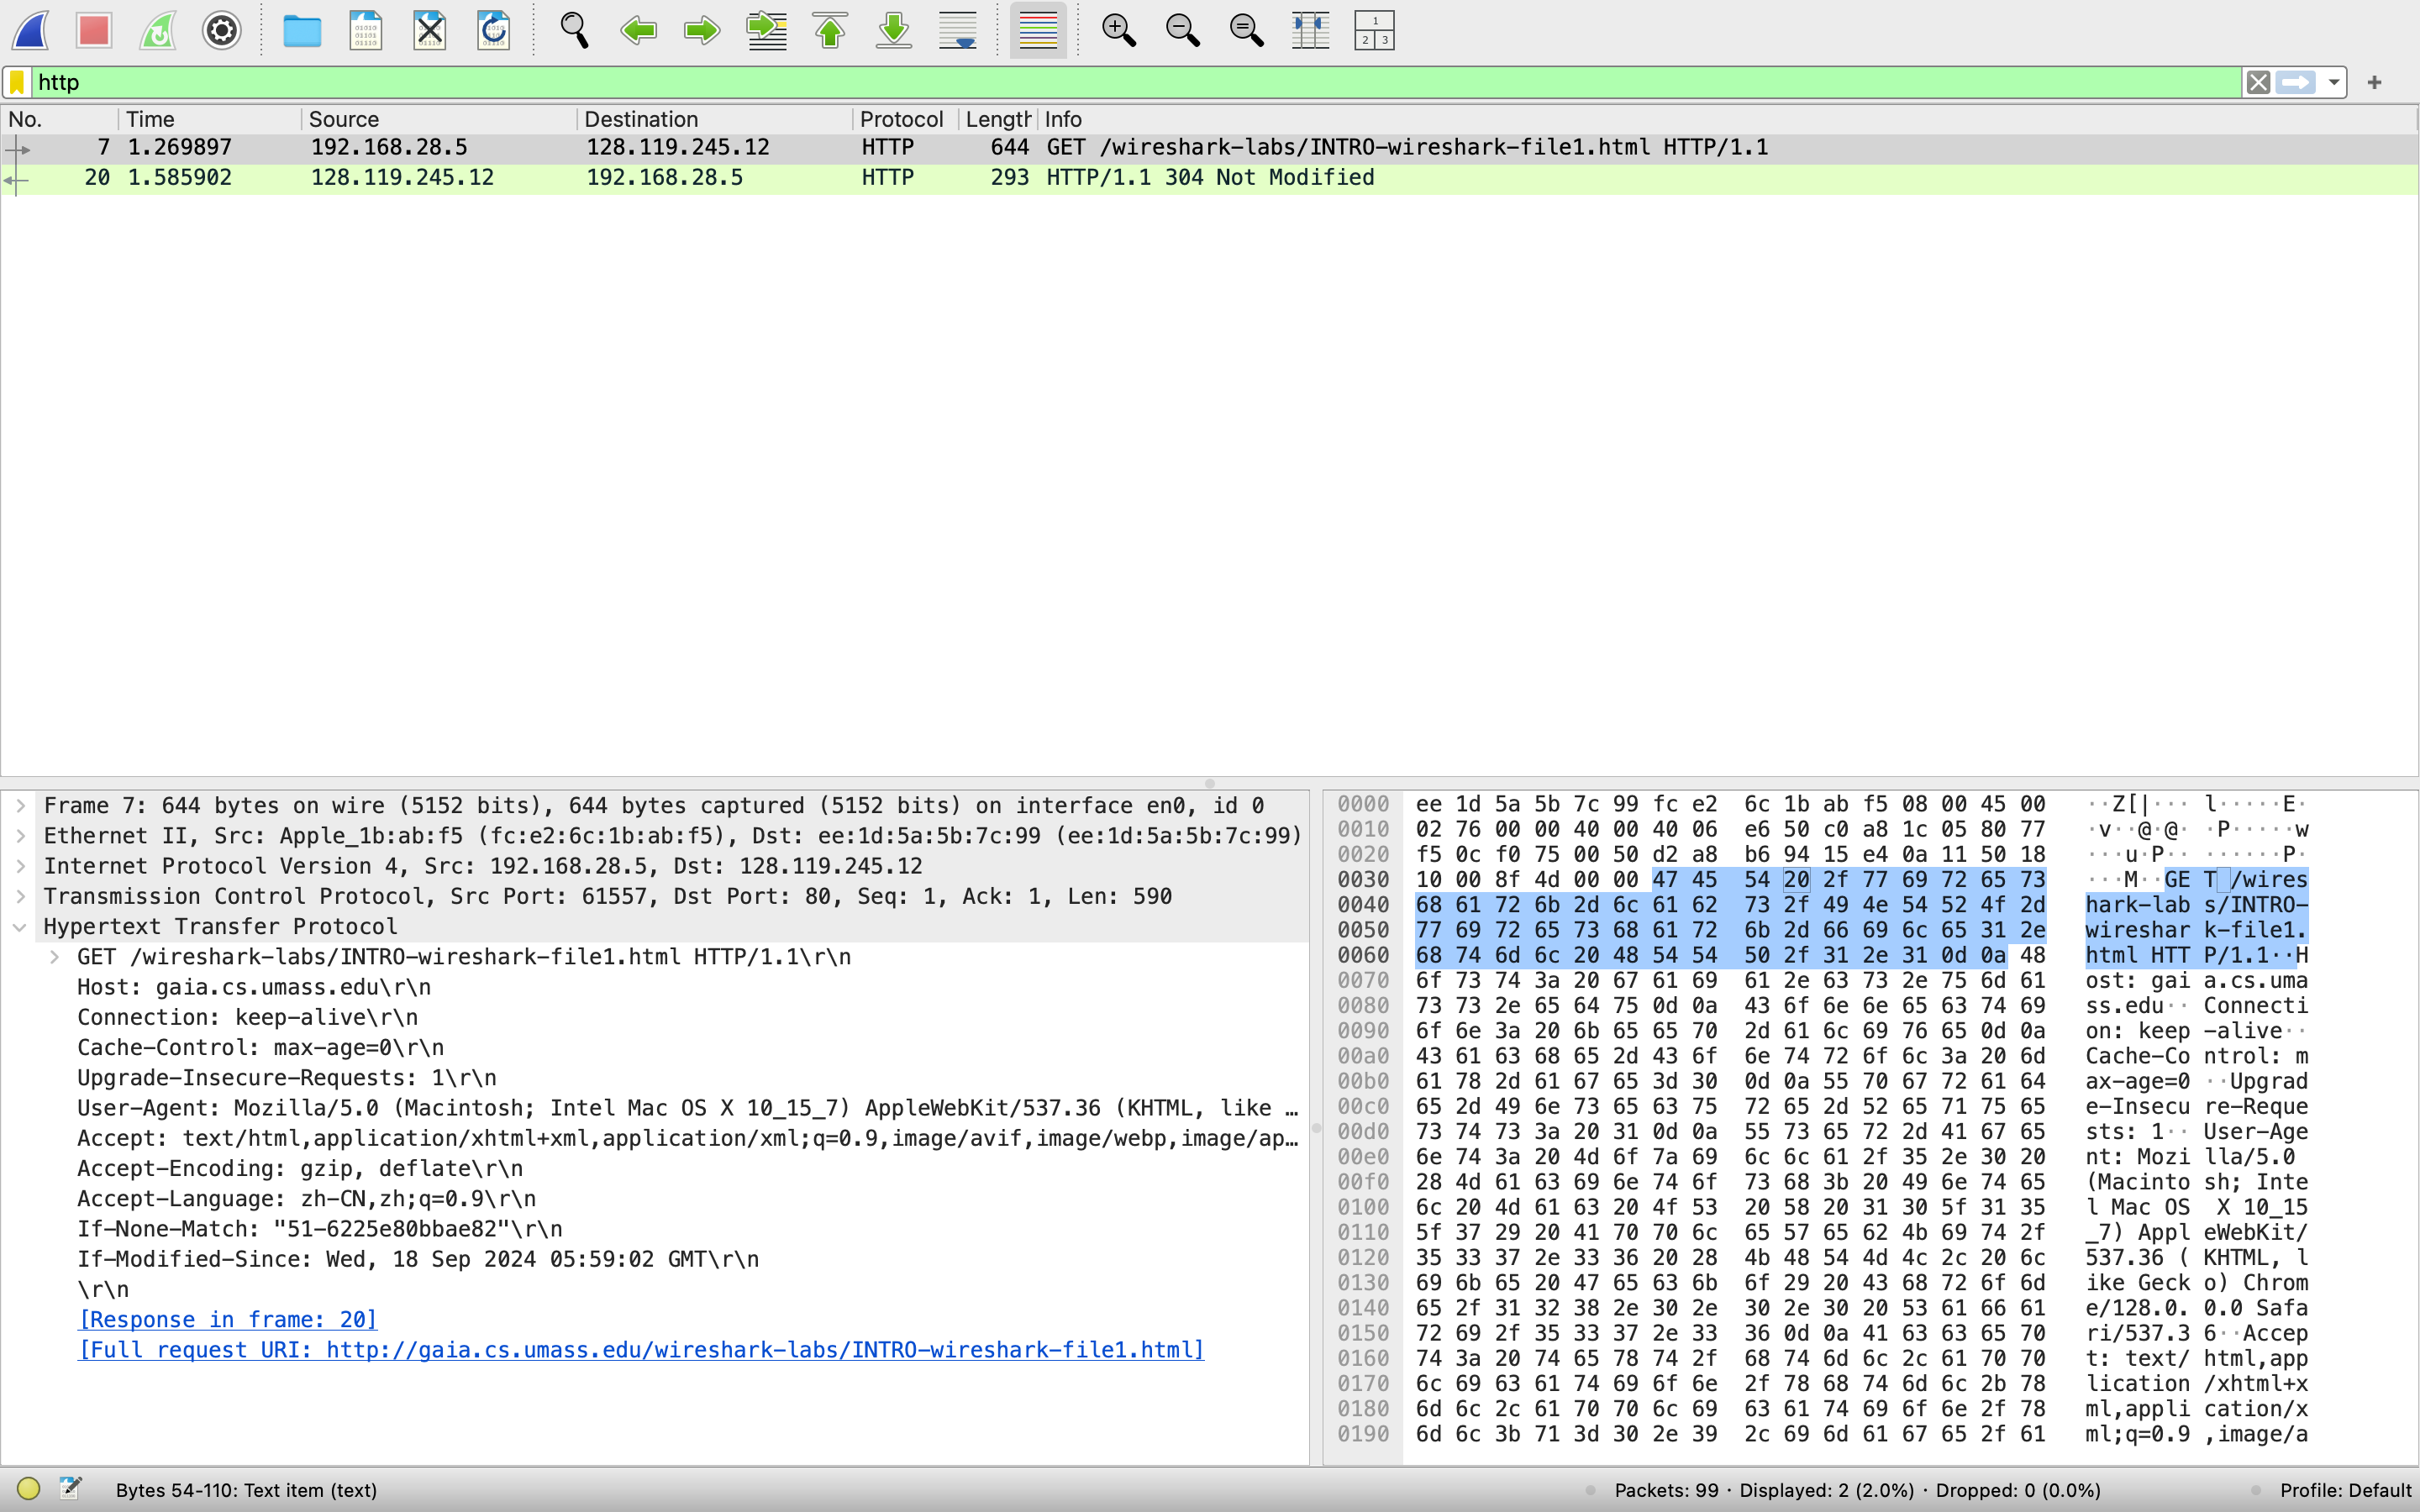 http
No. Time Source Destination Protocol Length Info
7 1.269897 192.168.28.5 128.119.245.12 HTTP 644 GET /wireshark-labs/INTRO-wireshark-file1.html HTTP/1.1
20 1.585902 128.119.245.12 192.168.28.5 HTTP 293 HTTP/1.1 304 Not Modified
Frame 7: 644 bytes on wire (5152 bits), 644 bytes captured (5152 bits) on interface en0, id 0
Ethernet II, Src: Apple_1b:ab:f5 (fc:e2:6c:1b:ab:f5), Dst: ee:1d:5a:5b:7c:99 (ee:1d:5a:5b:7c:99)
Internet Protocol Version 4, Src: 192.168.28.5, Dst: 128.119.245.12
Transmission Control Protocol, Src Port: 61557, Dst Port: 80, Seq: 1, Ack: 1, Len: 590
Hypertext Transfer Protocol
GET /wireshark-labs/INTRO-wireshark-file1.html HTTP/1.1\r\n
Host: gaia.cs.umass.edu\r\n
Connection: keep-alive\r\n
Cache-Control: max-age=0\r\n
Upgrade-Insecure-Requests: 1\r\n
User-Agent: Mozilla/5.0 (Macintosh; Intel Mac OS X 10_15_7) AppleWebKit/537.36 (KHTML, like …
Accept: text/html,application/xhtml+xml,application/xml;q=0.9,image/avif,image/webp,image/ap…
Accept-Encoding: gzip, deflate\r\n
Accept-Language: zh-CN,zh;q=0.9\r\n
If-None-Match: "51-6225e80bbae82"\r\n
If-Modified-Since: Wed, 18 Sep 2024 05:59:02 GMT\r\n
\r\n
[Response in frame: 20]
[Full request URI: http://gaia.cs.umass.edu/wireshark-labs/INTRO-wireshark-file1.html]
0000 ee 1d 5a 5b 7c 99 fc e2 6c 1b ab f5 08 00 45 00 ··Z[|··· l·····E·
0010 02 76 00 00 40 00 40 06 e6 50 c0 a8 1c 05 80 77 ·v··@·@· ·P·····w
0020 f5 0c f0 75 00 50 d2 a8 b6 94 15 e4 0a 11 50 18 ···u·P·· ······P·
0030 10 00 8f 4d 00 00 47 45 54 20 2f 77 69 72 65 73 ···M··GE T /wires
0040 68 61 72 6b 2d 6c 61 62 73 2f 49 4e 54 52 4f 2d hark-lab s/INTRO-
0050 77 69 72 65 73 68 61 72 6b 2d 66 69 6c 65 31 2e wireshar k-file1.
0060 68 74 6d 6c 20 48 54 54 50 2f 31 2e 31 0d 0a 48 html HTT P/1.1··H
0070 6f 73 74 3a 20 67 61 69 61 2e 63 73 2e 75 6d 61 ost: gai a.cs.uma
0080 73 73 2e 65 64 75 0d 0a 43 6f 6e 6e 65 63 74 69 ss.edu·· Connecti
0090 6f 6e 3a 20 6b 65 65 70 2d 61 6c 69 76 65 0d 0a on: keep -alive··
00a0 43 61 63 68 65 2d 43 6f 6e 74 72 6f 6c 3a 20 6d Cache-Co ntrol: m
00b0 61 78 2d 61 67 65 3d 30 0d 0a 55 70 67 72 61 64 ax-age=0 ··Upgrad
00c0 65 2d 49 6e 73 65 63 75 72 65 2d 52 65 71 75 65 e-Insecu re-Reque
00d0 73 74 73 3a 20 31 0d 0a 55 73 65 72 2d 41 67 65 sts: 1·· User-Age
00e0 6e 74 3a 20 4d 6f 7a 69 6c 6c 61 2f 35 2e 30 20 nt: Mozi lla/5.0
00f0 28 4d 61 63 69 6e 74 6f 73 68 3b 20 49 6e 74 65 (Macinto sh; Inte
0100 6c 20 4d 61 63 20 4f 53 20 58 20 31 30 5f 31 35 l Mac OS X 10_15
0110 5f 37 29 20 41 70 70 6c 65 57 65 62 4b 69 74 2f _7) Appl eWebKit/
0120 35 33 37 2e 33 36 20 28 4b 48 54 4d 4c 2c 20 6c 537.36 ( KHTML, l
0130 69 6b 65 20 47 65 63 6b 6f 29 20 43 68 72 6f 6d ike Geck o) Chrom
0140 65 2f 31 32 38 2e 30 2e 30 2e 30 20 53 61 66 61 e/128.0. 0.0 Safa
0150 72 69 2f 35 33 37 2e 33 36 0d 0a 41 63 63 65 70 ri/537.3 6··Accep
0160 74 3a 20 74 65 78 74 2f 68 74 6d 6c 2c 61 70 70 t: text/ html,app
0170 6c 69 63 61 74 69 6f 6e 2f 78 68 74 6d 6c 2b 78 lication /xhtml+x
0180 6d 6c 2c 61 70 70 6c 69 63 61 74 69 6f 6e 2f 78 ml,appli cation/x
0190 6d 6c 3b 71 3d 30 2e 39 2c 69 6d 61 67 65 2f 61 ml;q=0.9 ,image/a
Bytes 54-110: Text item (text) Packets: 99 · Displayed: 2 (2.0%) · Dropped: 0 (0.0%) Profile: Default